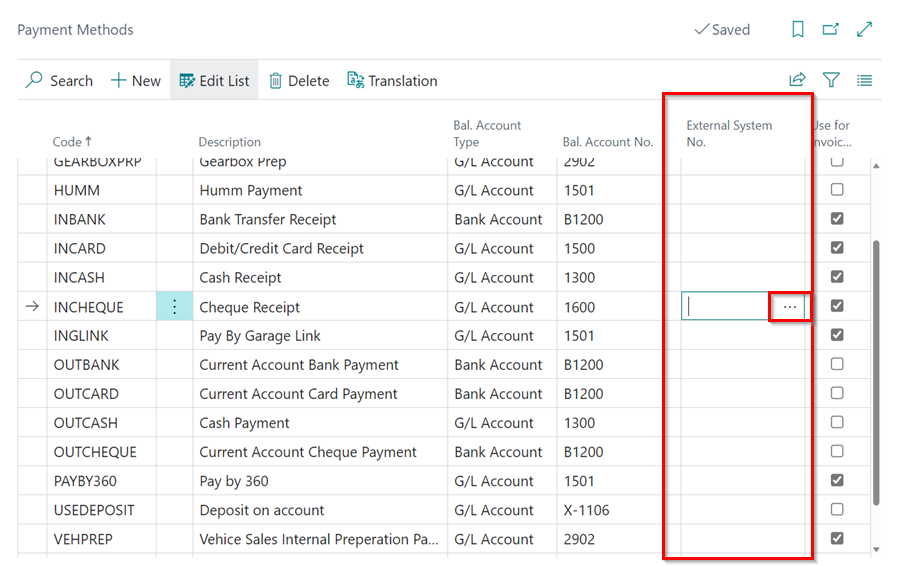 Payment Methods
Saved
Search New Edit List Delete Translation
Code ↑ Description Bal. Account Type Bal. Account No. External System No. Use for Invoic...
GEARBOXPRP Gearbox Prep G/L Account 2902
HUMM Humm Payment G/L Account 1501
INBANK Bank Transfer Receipt Bank Account B1200
INCARD Debit/Credit Card Receipt G/L Account 1500
INCASH Cash Receipt G/L Account 1300
INCHEQUE Cheque Receipt G/L Account 1600
INGLINK Pay By Garage Link G/L Account 1501
OUTBANK Current Account Bank Payment Bank Account B1200
OUTCARD Current Account Card Payment Bank Account B1200
OUTCASH Cash Payment G/L Account 1300
OUTCHEQUE Current Account Cheque Payment Bank Account B1200
PAYBY360 Pay by 360 G/L Account 1501
USEDEPOSIT Deposit on account G/L Account X-1106
VEHPREP Vehice Sales Internal Preperation Pa... G/L Account 2902